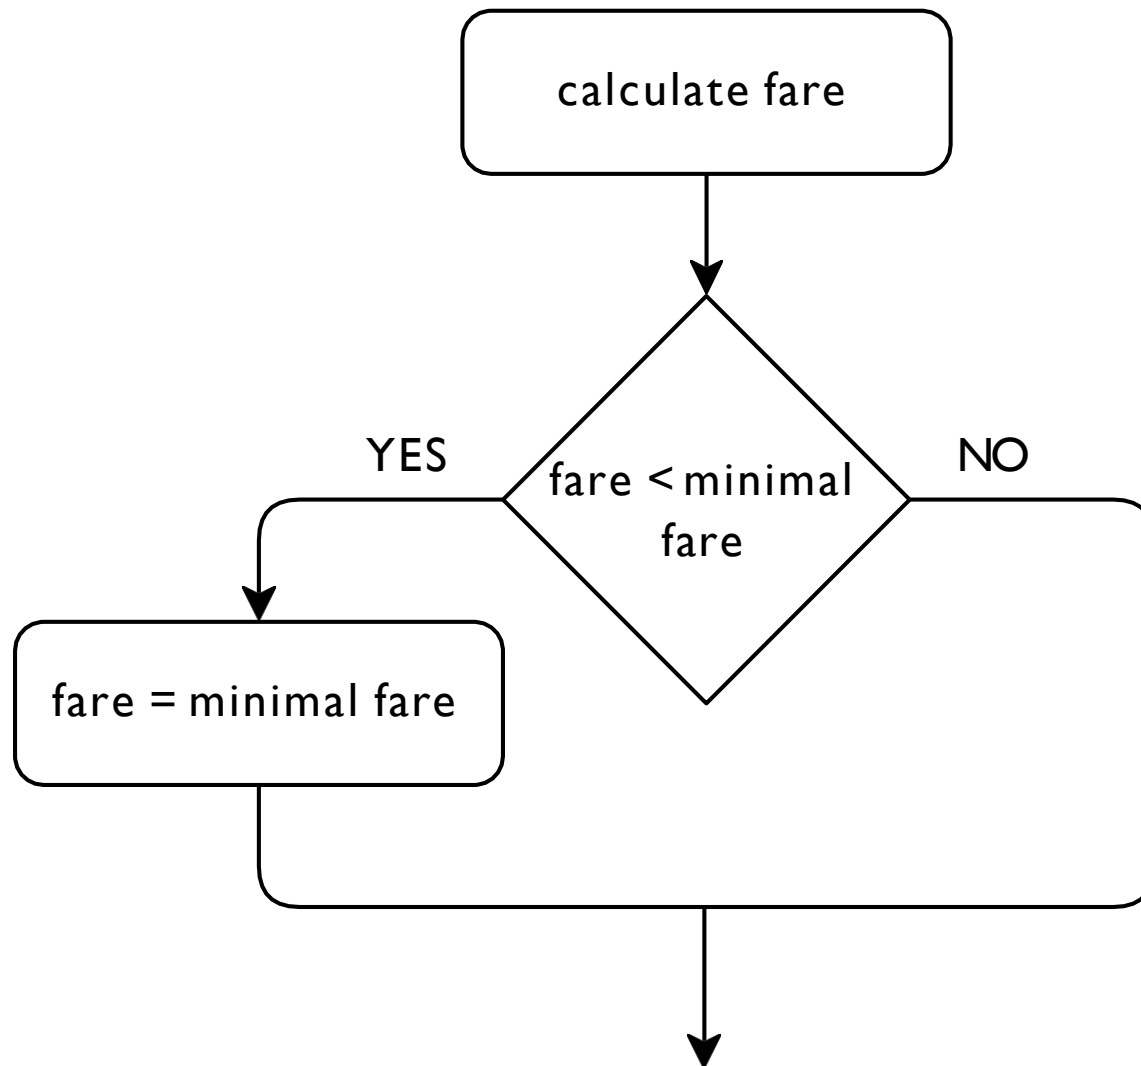 calculate fare
YES
NO
fare < minimal
fare
fare = minimal fare